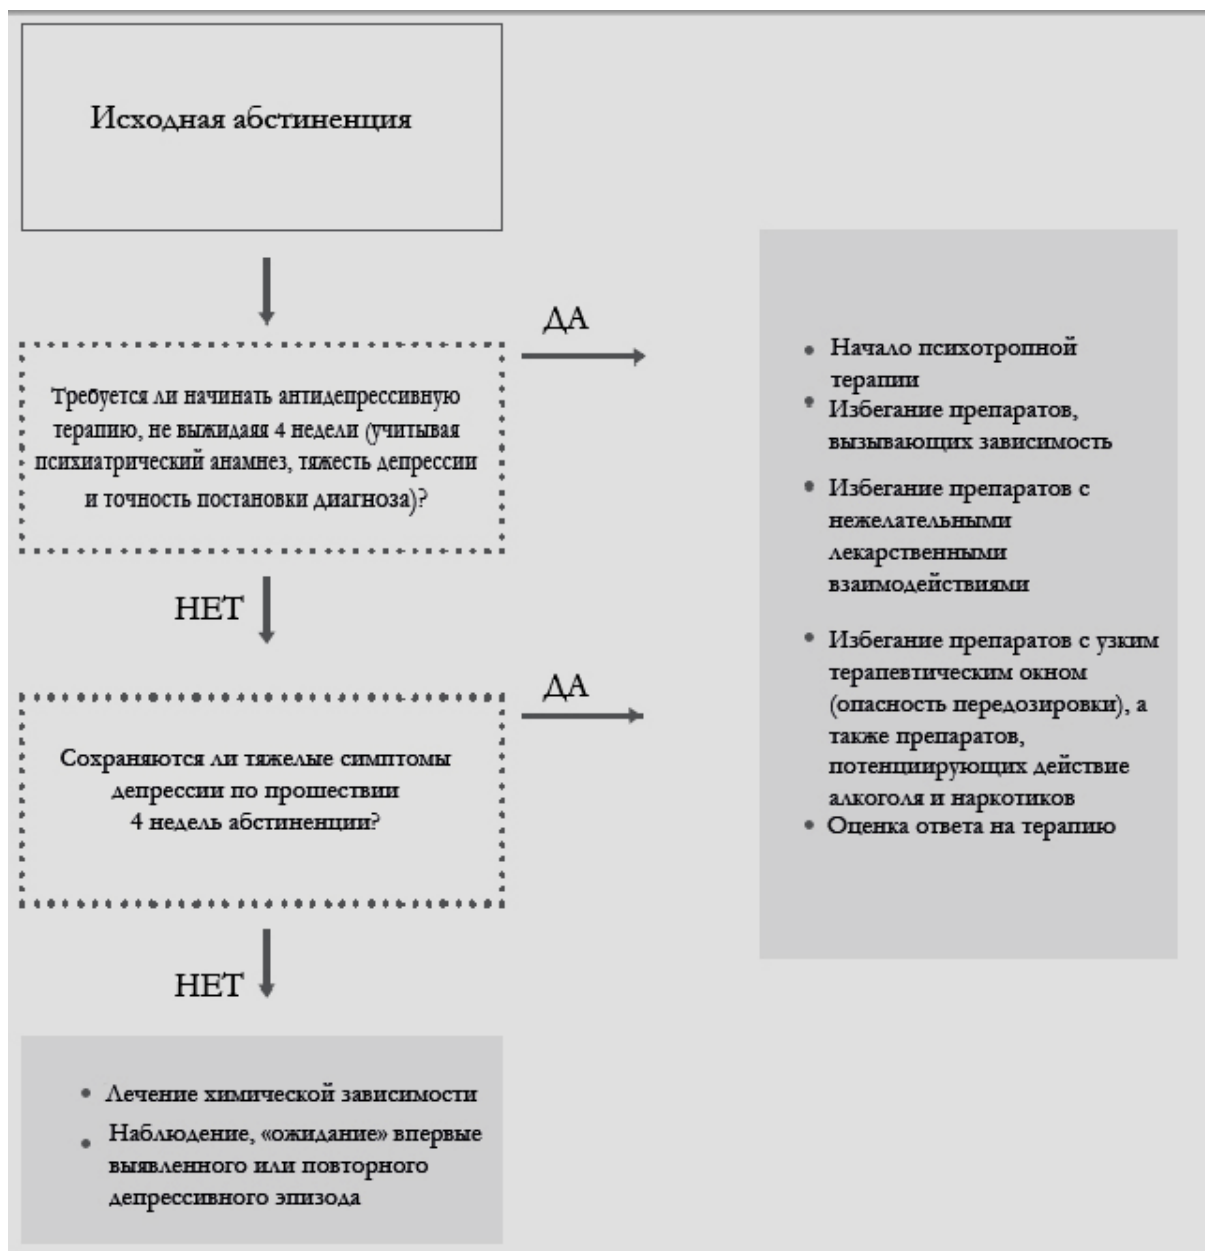 Исходная абстиненция
ДА
Требуется ли начинать антидепрессивную
терапию, не выжидая 4 недели (учитывая
психиатрический анамнез, тяжесть депрессии
и точность постановки диагноза)?
НЕТ
ДА
Сохраняются ли тяжелые симптомы
депрессии по прошествии
4 недель абстиненции?
НЕТ
• Лечение химической зависимости
• Наблюдение, «ожидание» впервые
выявленного или повторного
депрессивного эпизода
• Начало психотропной
терапии
• Избегание препаратов,
вызывающих зависимость
• Избегание препаратов с
нежелательными
лекарственными
взаимодействиями
• Избегание препаратов с узким
терапевтическим окном
(опасность передозировки), а
также препаратов,
потенциирующих действие
алкоголя и наркотиков
• Оценка ответа на терапию